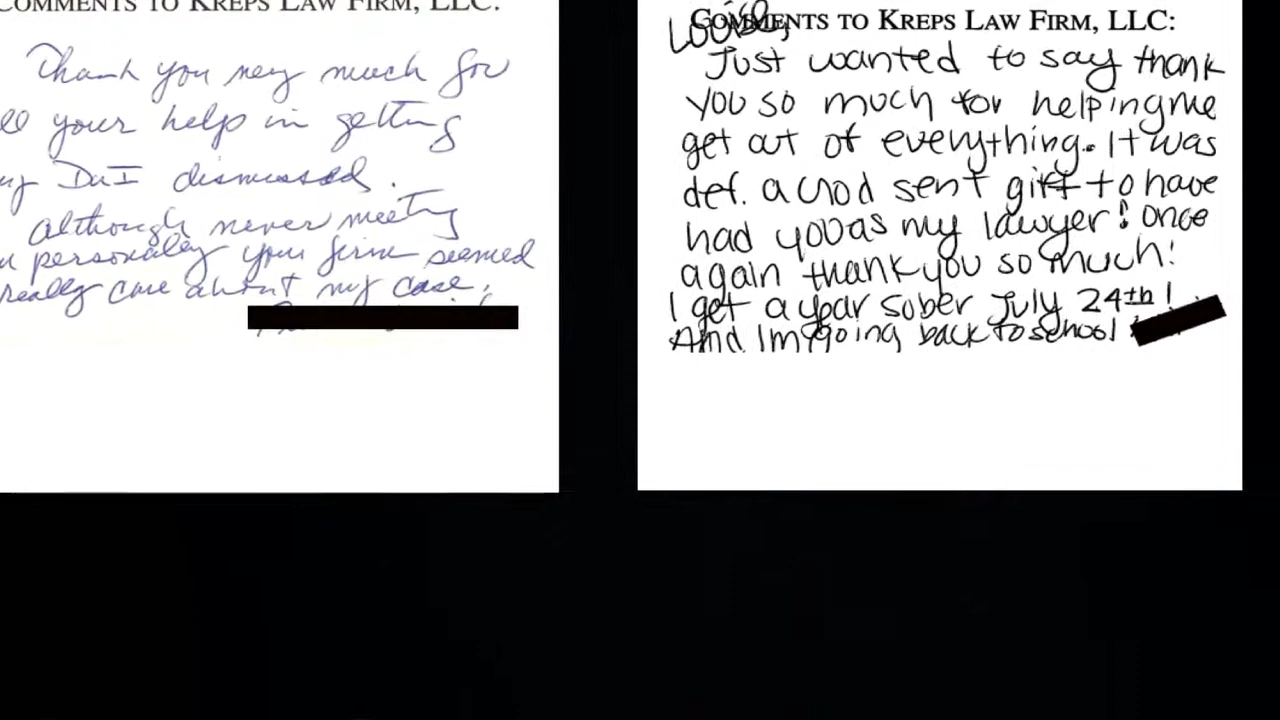 COMMENTS TO KREPS LAW FIRM, LLC:
Thank you very much for
your help in getting
DUI dismissed.
Although never meeting
personally your firm seemed
really care about my case.
Louise,
COMMENTS TO KREPS LAW FIRM, LLC:
Just wanted to say thank
you so much for helping me
get out of everything. It was
def. a God sent gift to have
had you as my lawyer! Once
again thank you so much!
I get a year sober July 24th!
And Im going back to school